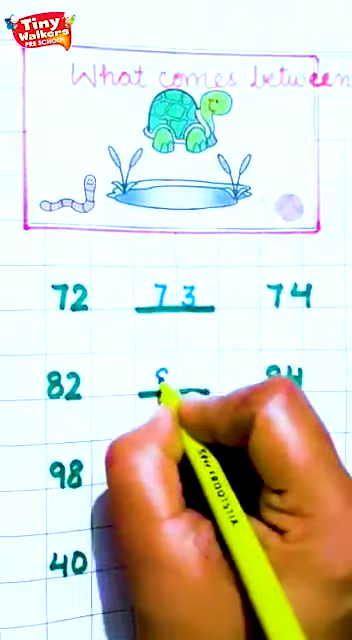 Tiny
Walkers
PRE SCHOOL
What comes between
72 73 74
82 8 84
98
40